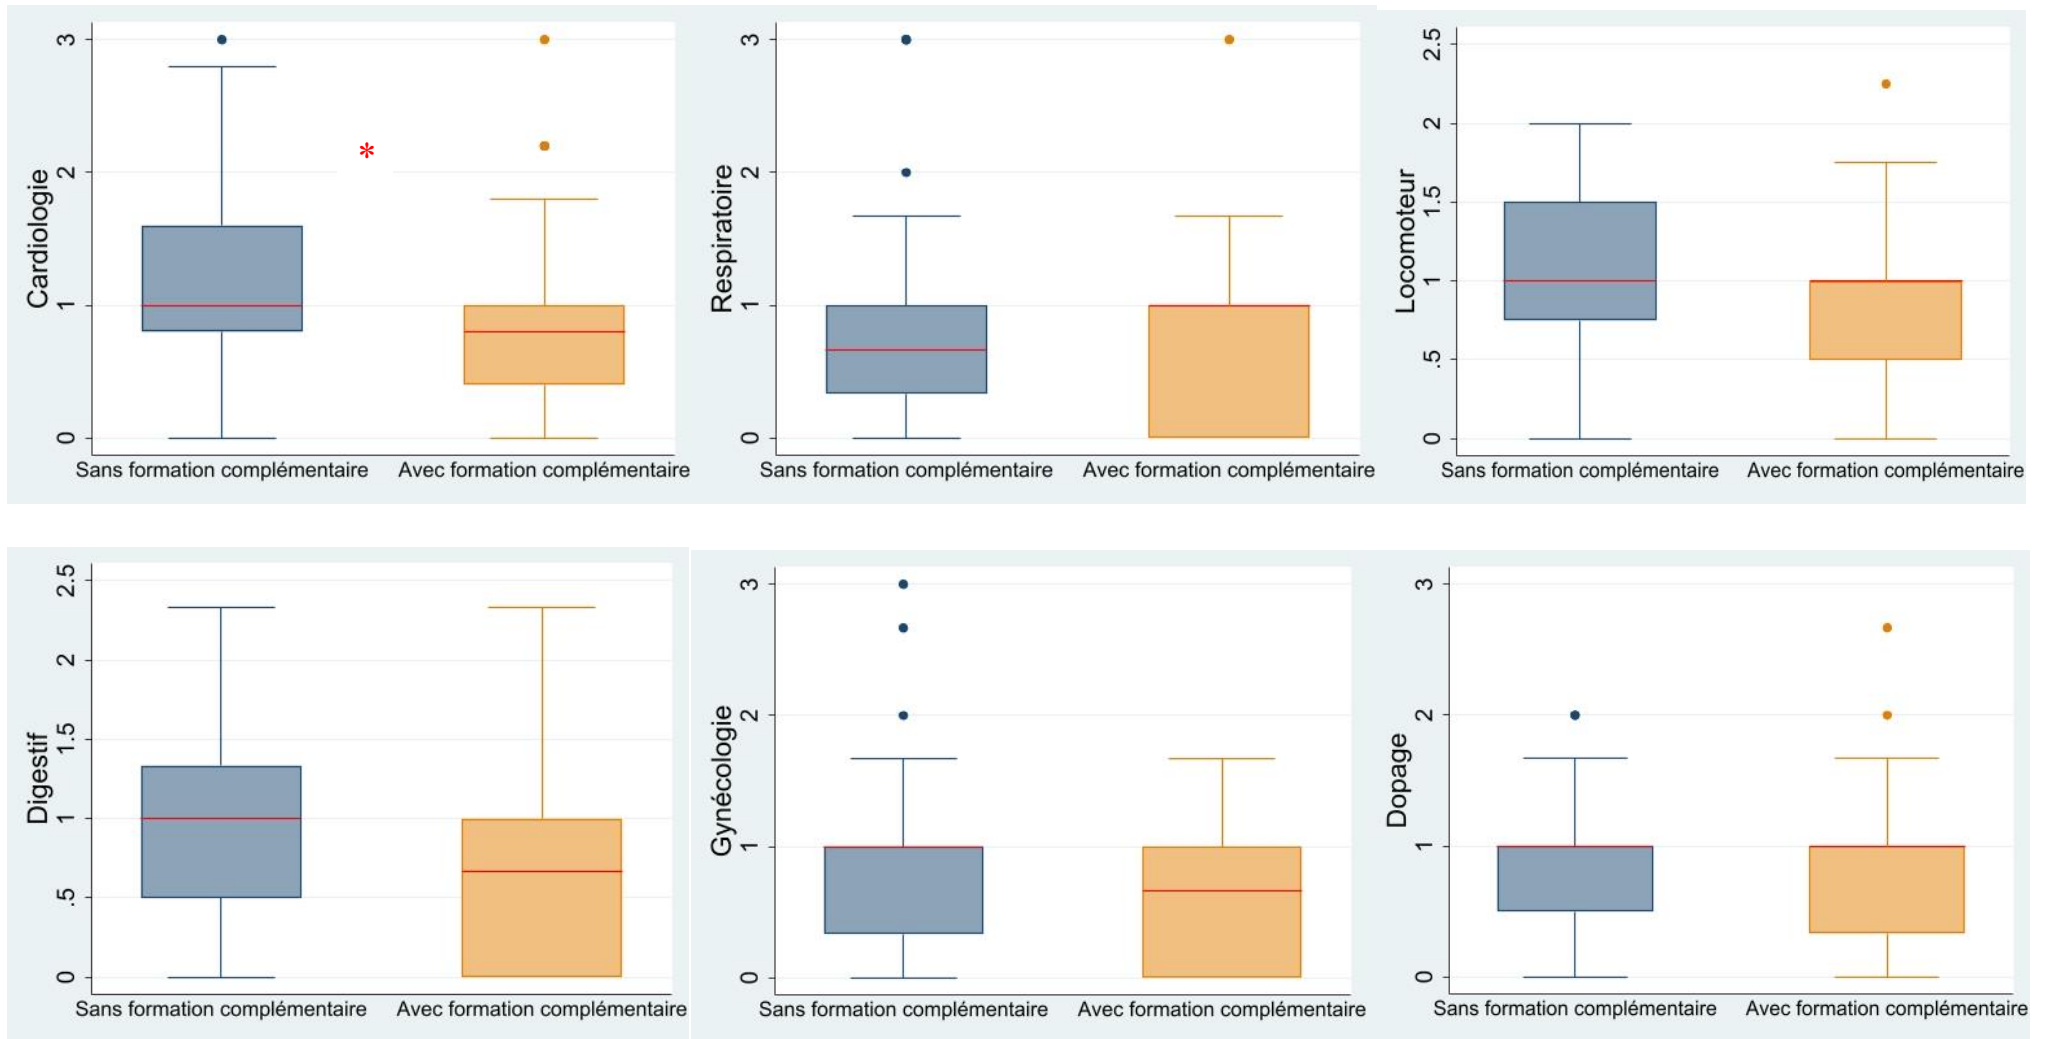 Cardiologie
3
2
1
0
*
Sans formation complémentaire
Avec formation complémentaire
Respiratoire
3
2
1
0
Sans formation complémentaire
Avec formation complémentaire
Locomoteur
2.5
2
1.5
1
.5
0
Sans formation complémentaire
Avec formation complémentaire
Digestif
2.5
2
1.5
1
.5
0
Sans formation complémentaire
Avec formation complémentaire
Gynécologie
3
2
1
0
Sans formation complémentaire
Avec formation complémentaire
Dopage
3
2
1
0
Sans formation complémentaire
Avec formation complémentaire